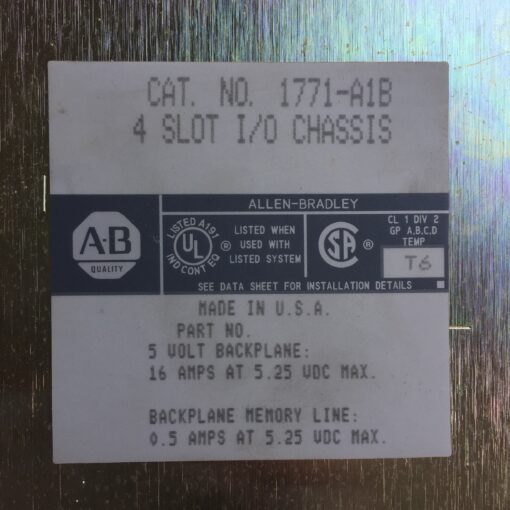 CAT. NO. 1771-A1B
4 SLOT I/O CHASSIS
ALLEN-BRADLEY
A-B
QUALITY
LISTED A191
UL
IND CONT EQ
®
LISTED WHEN
USED WITH
LISTED SYSTEM
SA
®
CL 1 DIV 2
GP A,B,C,D
TEMP
T6
SEE DATA SHEET FOR INSTALLATION DETAILS
MADE IN U.S.A.
PART NO.
5 VOLT BACKPLANE:
16 AMPS AT 5.25 VDC MAX.
BACKPLANE MEMORY LINE:
0.5 AMPS AT 5.25 VDC MAX.